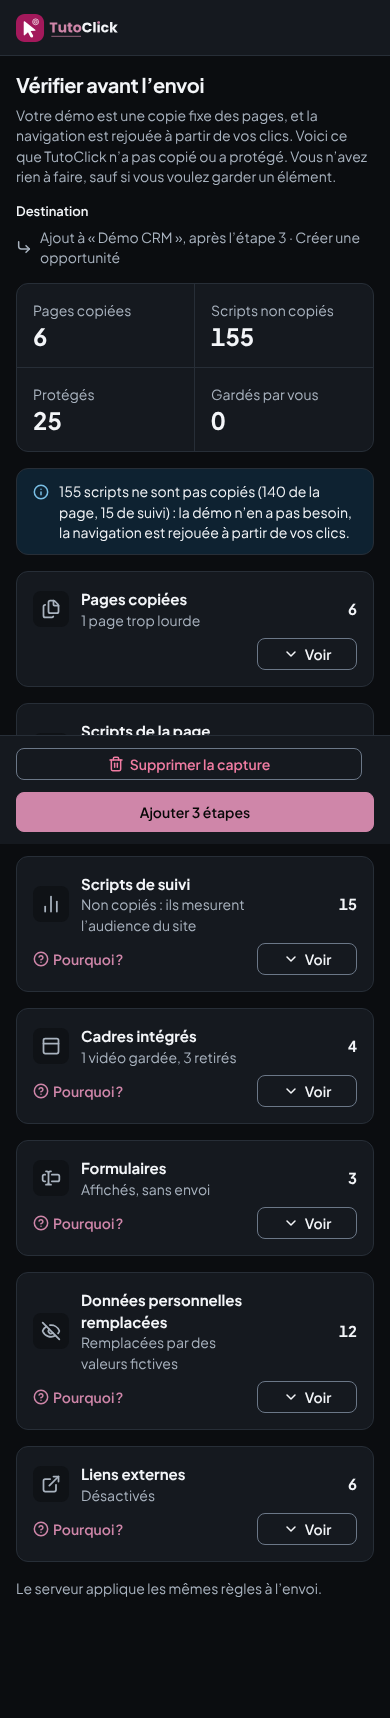 TutoClick
Vérifier avant l’envoi
Votre démo est une copie fixe des pages, et la
navigation est rejouée à partir de vos clics. Voici ce
que TutoClick n’a pas copié ou a protégé. Vous n’avez
rien à faire, sauf si vous voulez garder un élément.
Destination
Ajout à « Démo CRM », après l’étape 3 · Créer une
opportunité
Pages copiées
6
Scripts non copiés
155
Protégés
25
Gardés par vous
0
155 scripts ne sont pas copiés (140 de la
page, 15 de suivi) : la démo n’en a pas besoin,
la navigation est rejouée à partir de vos clics.
Pages copiées
1 page trop lourde
6
Voir
Scripts de la page
Supprimer la capture
Ajouter 3 étapes
Scripts de suivi
Non copiés : ils mesurent
l’audience du site
15
Pourquoi ?
Voir
Cadres intégrés
1 vidéo gardée, 3 retirés
4
Pourquoi ?
Voir
Formulaires
Affichés, sans envoi
3
Pourquoi ?
Voir
Données personnelles
remplacées
Remplacées par des
valeurs fictives
12
Pourquoi ?
Voir
Liens externes
Désactivés
6
Pourquoi ?
Voir
Le serveur applique les mêmes règles à l’envoi.